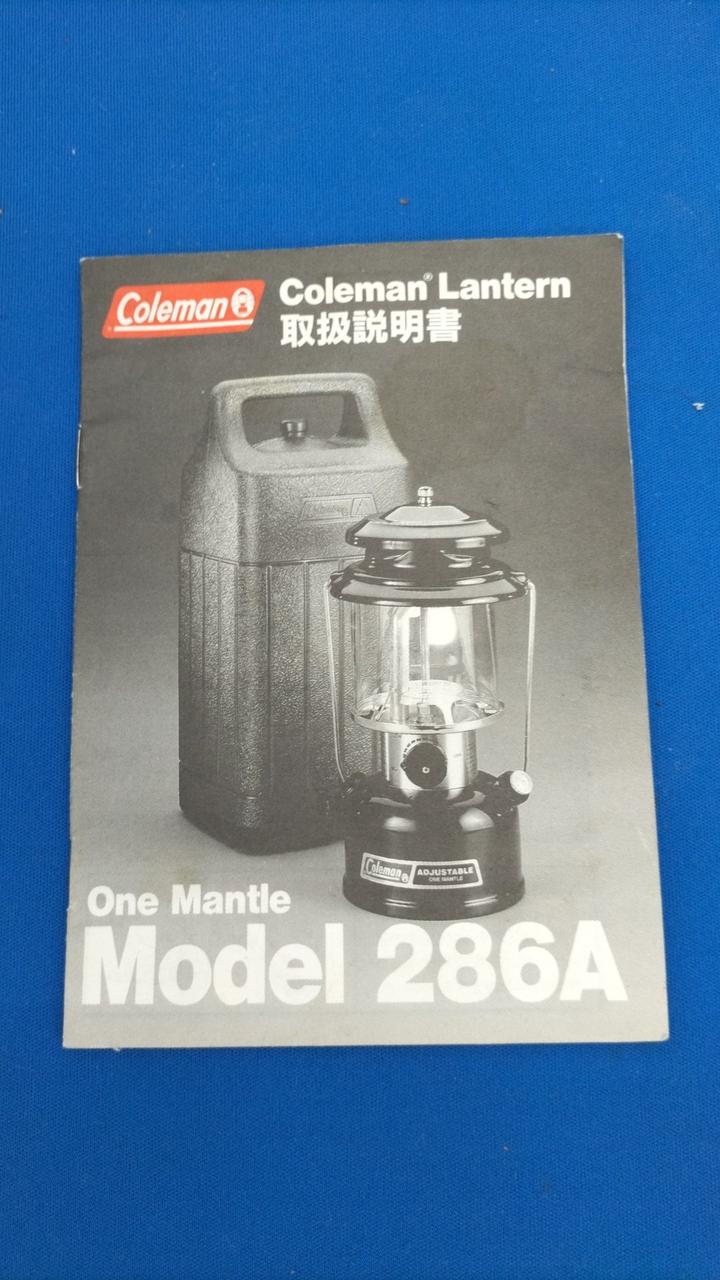 Coleman
Coleman® Lantern
取扱説明書
Coleman
ADJUSTABLE
ONE MANTLE
One Mantle
Model 286A